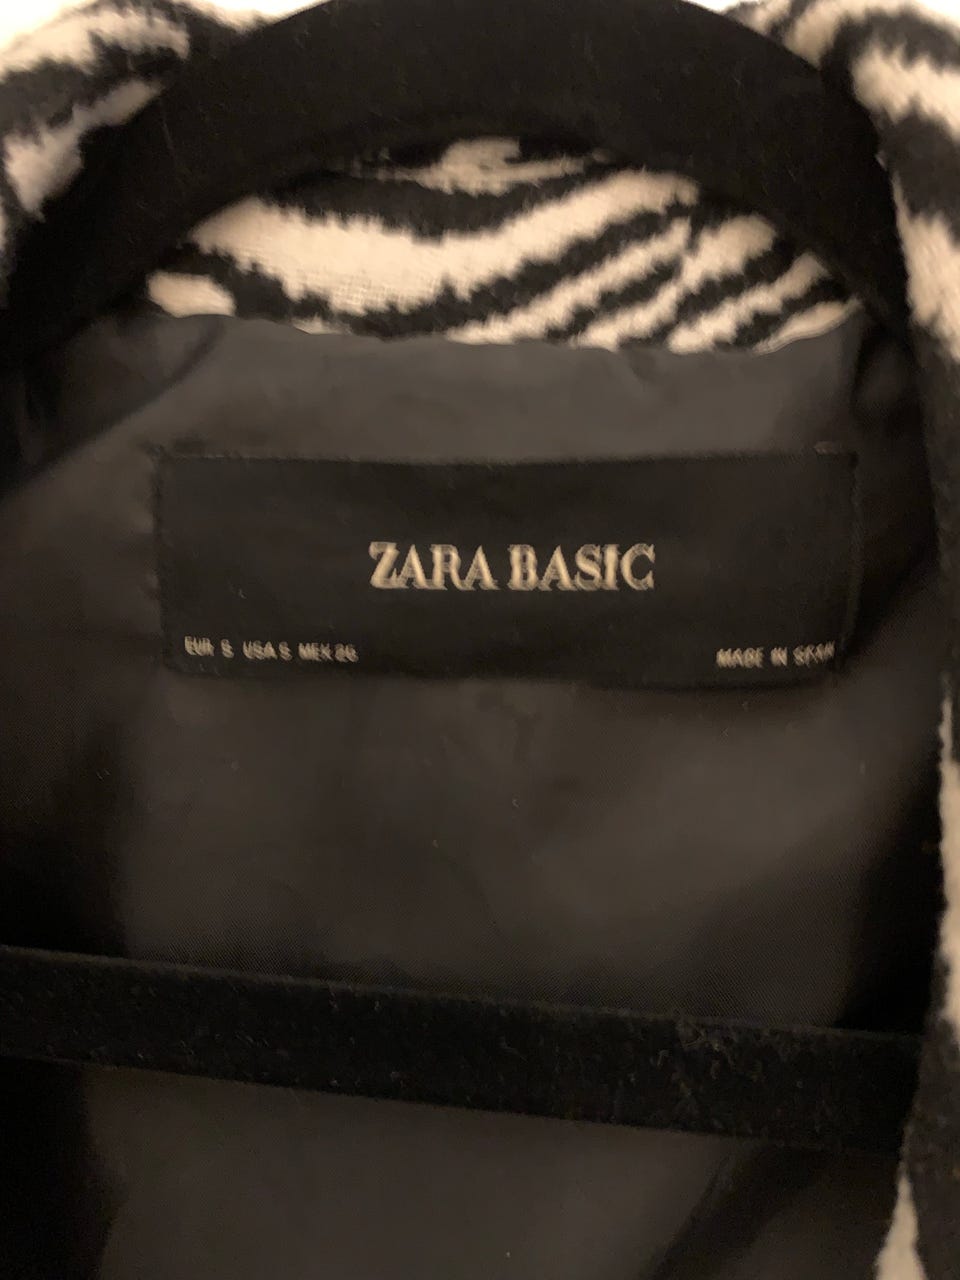 ZARA BASIC
EUR S USA S MEX 26
MADE IN SPAIN